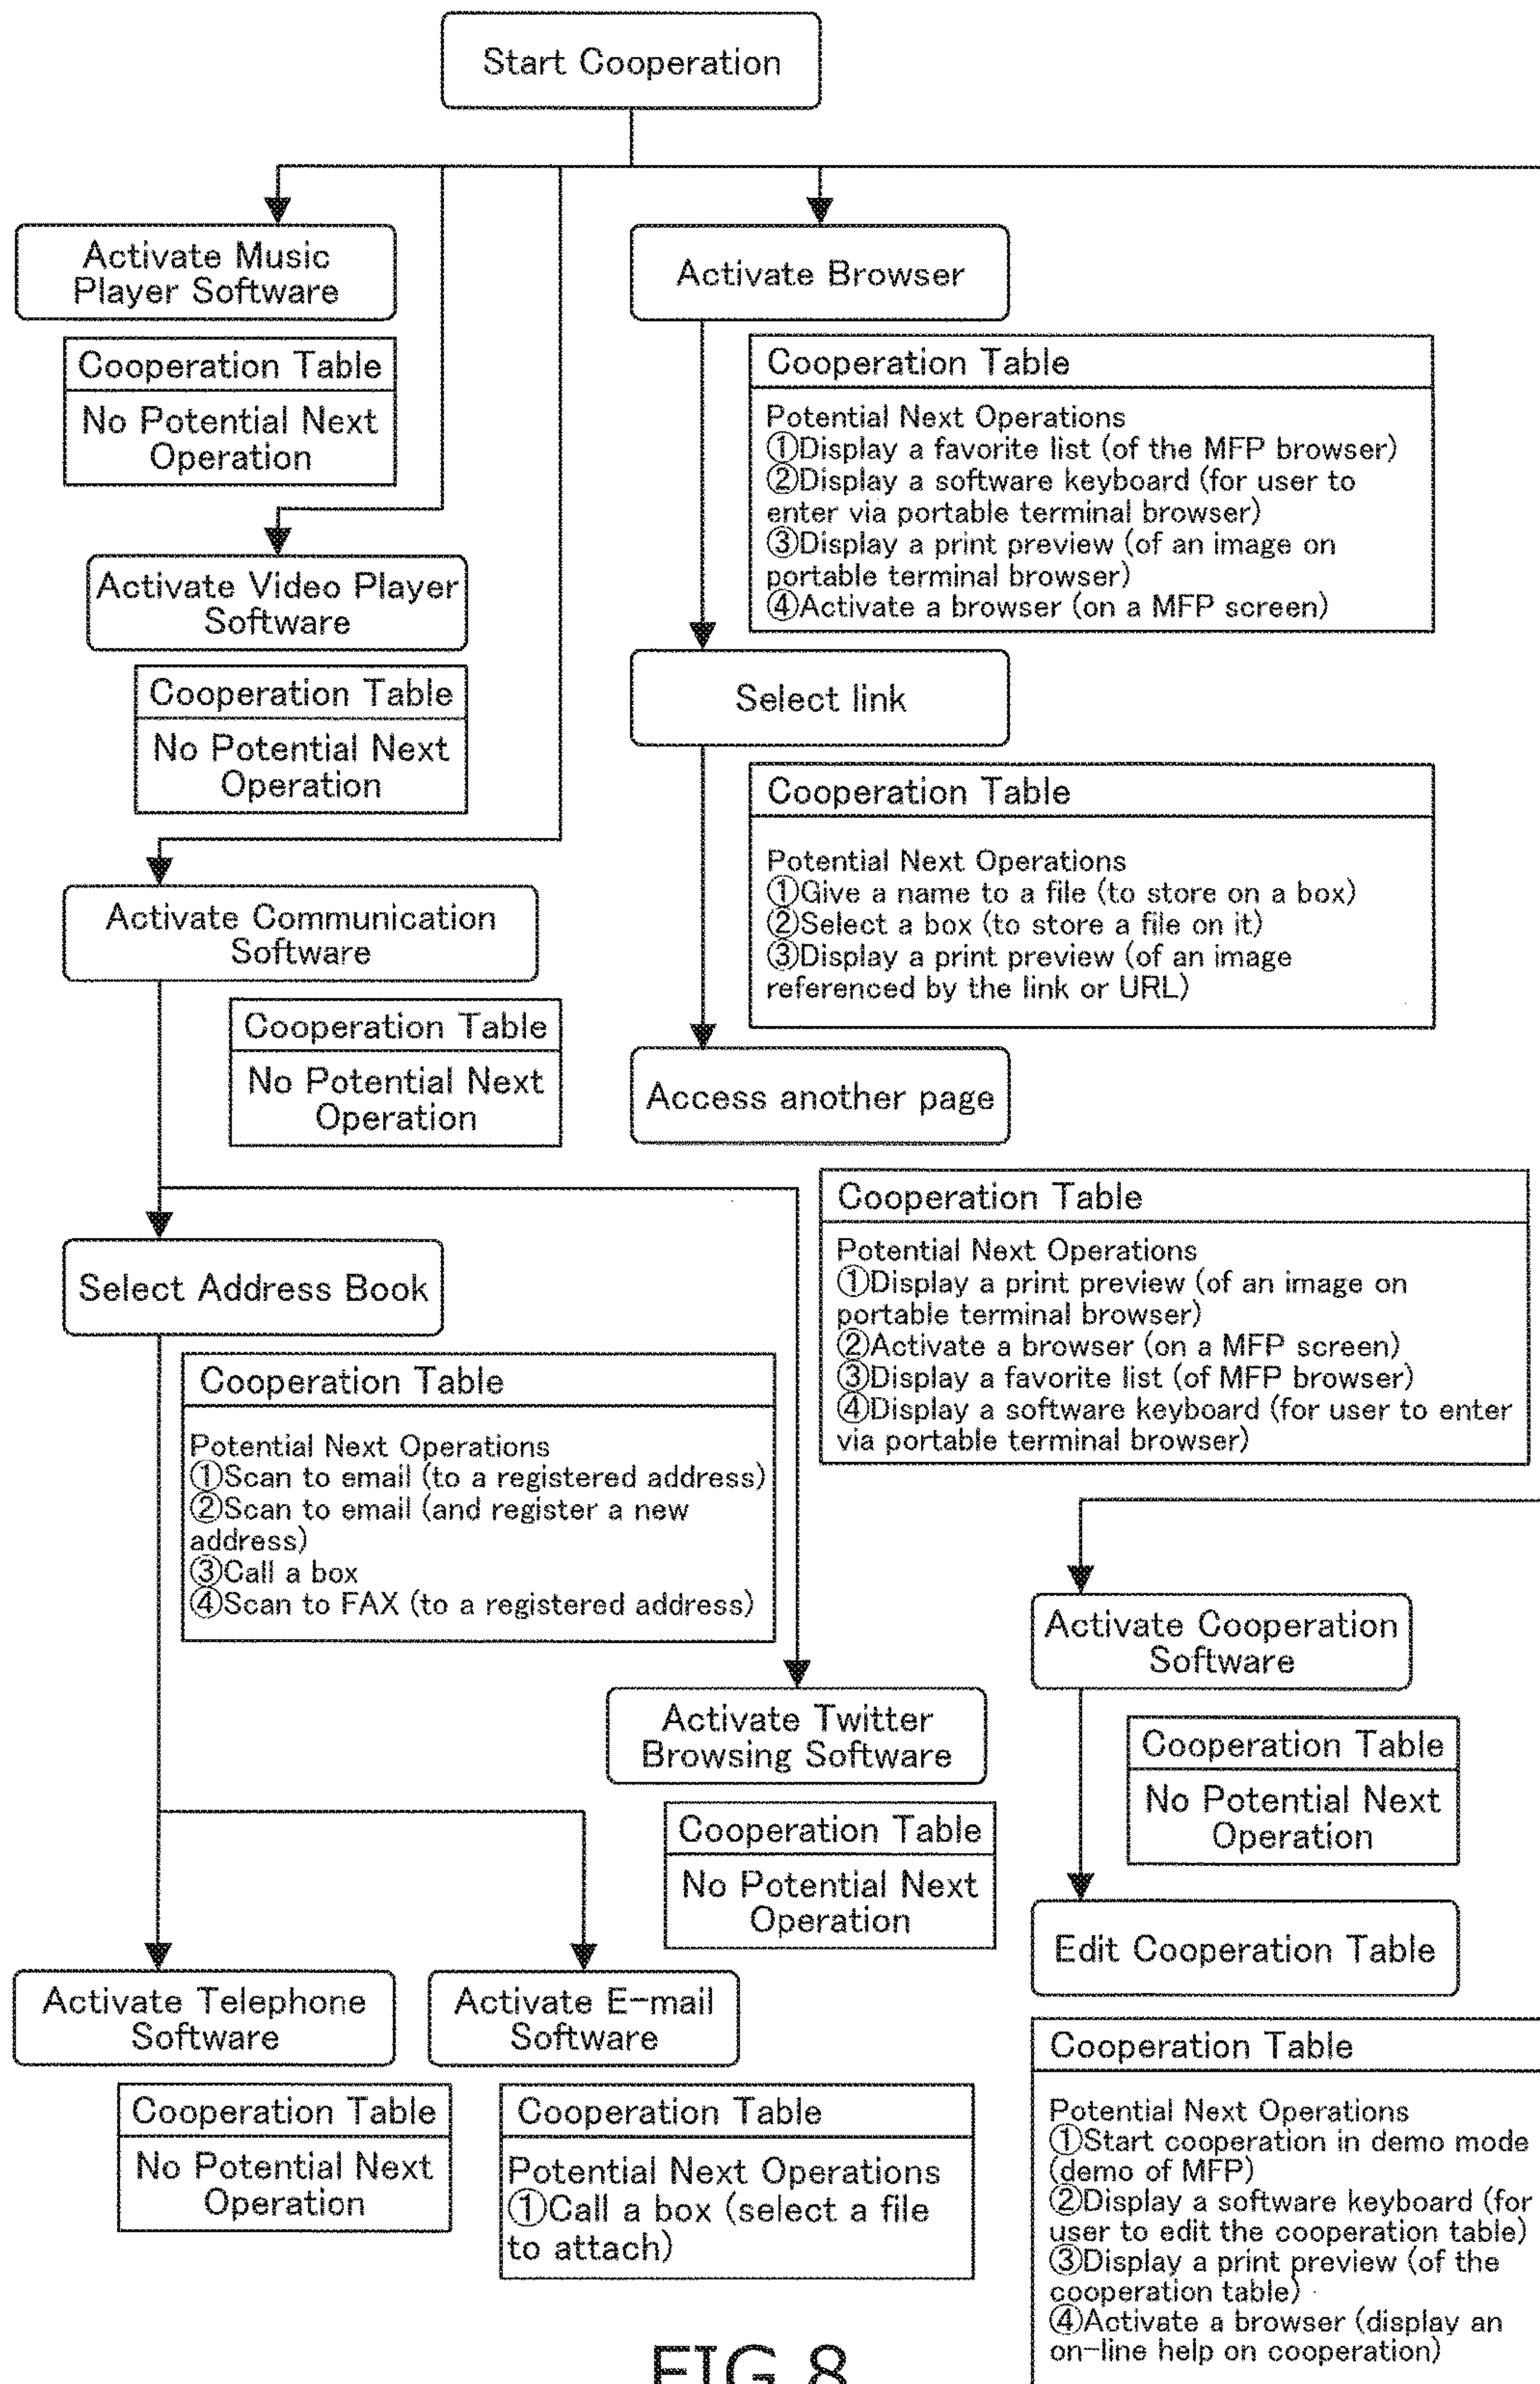 Start Cooperation
Activate Music
Player Software
Cooperation Table
No Potential Next
Operation
Activate Video Player
Software
Cooperation Table
No Potential Next
Operation
Activate Communication
Software
Cooperation Table
No Potential Next
Operation
Select Address Book
Cooperation Table
Potential Next Operations
①Scan to email (to a registered address)
②Scan to email (and register a new
address)
③Call a box
④Scan to FAX (to a registered address)
Activate Telephone
Software
Cooperation Table
No Potential Next
Operation
Activate E-mail
Software
Cooperation Table
Potential Next Operations
①Call a box (select a file
to attach)
Activate Twitter
Browsing Software
Cooperation Table
No Potential Next
Operation
Activate Browser
Cooperation Table
Potential Next Operations
①Display a favorite list (of the MFP browser)
②Display a software keyboard (for user to
enter via portable terminal browser)
③Display a print preview (of an image on
portable terminal browser)
④Activate a browser (on a MFP screen)
Select link
Cooperation Table
Potential Next Operations
①Give a name to a file (to store on a box)
②Select a box (to store a file on it)
③Display a print preview (of an image
referenced by the link or URL)
Access another page
Cooperation Table
Potential Next Operations
①Display a print preview (of an image on
portable terminal browser)
②Activate a browser (on a MFP screen)
③Display a favorite list (of MFP browser)
④Display a software keyboard (for user to enter
via portable terminal browser)
Activate Cooperation
Software
Cooperation Table
No Potential Next
Operation
Edit Cooperation Table
Cooperation Table
Potential Next Operations
①Start cooperation in demo mode
(demo of MFP)
②Display a software keyboard (for
user to edit the cooperation table)
③Display a print preview (of the
cooperation table)
④Activate a browser (display an
on-line help on cooperation)
FIG.8